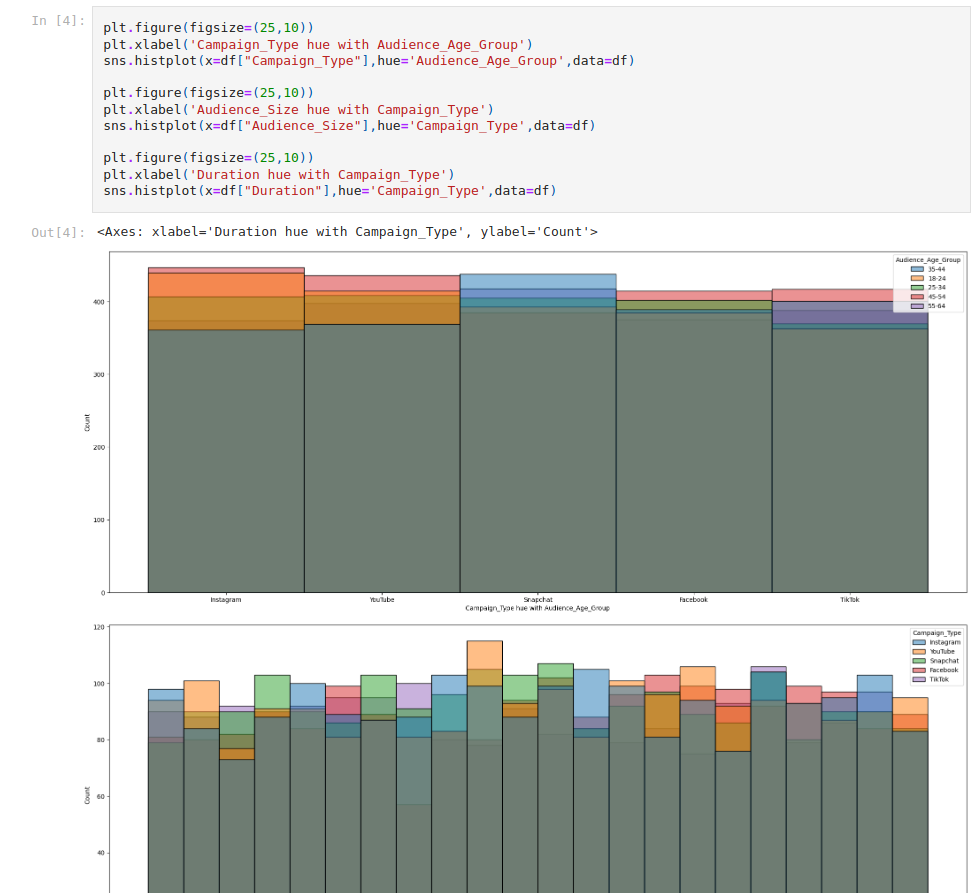 In [4]:
plt.figure(figsize=(25,10))
plt.xlabel('Campaign_Type hue with Audience_Age_Group')
sns.histplot(x=df["Campaign_Type"],hue='Audience_Age_Group',data=df)
plt.figure(figsize=(25,10))
plt.xlabel('Audience_Size hue with Campaign_Type')
sns.histplot(x=df["Audience_Size"],hue='Campaign_Type',data=df)
plt.figure(figsize=(25,10))
plt.xlabel('Duration hue with Campaign_Type')
sns.histplot(x=df["Duration"],hue='Campaign_Type',data=df)
Out[4]: <Axes: xlabel='Duration hue with Campaign_Type', ylabel='Count'>
Audience_Age_Group
35-44
18-24
25-34
45-54
55-64
400
300
Count
200
100
0
Instagram YouTube Snapchat Facebook TikTok
Campaign_Type hue with Audience_Age_Group
120
Campaign_Type
Instagram
YouTube
Snapchat
Facebook
TikTok
100
80
Count
60
40